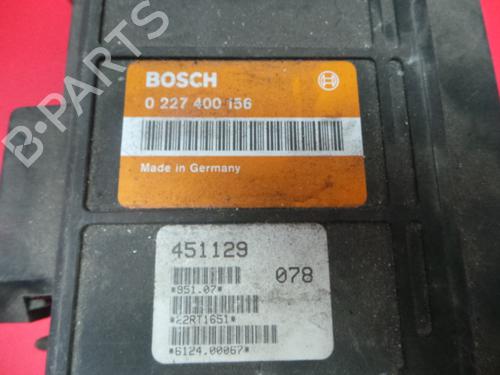 BOSCH
0 227 400 156
Made in Germany
451129
078
*951.07*
*22RT1651*
*6124.00067*
B-PARTS